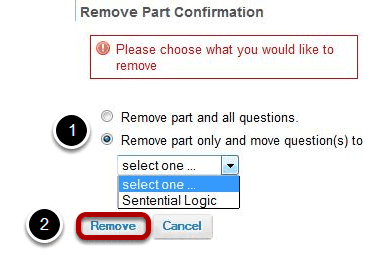 Remove Part Confirmation
Please choose what you would like to
remove
Remove part and all questions.
1
Remove part only and move question(s) to
select one ...
select one ...
Sentential Logic
2
Remove Cancel